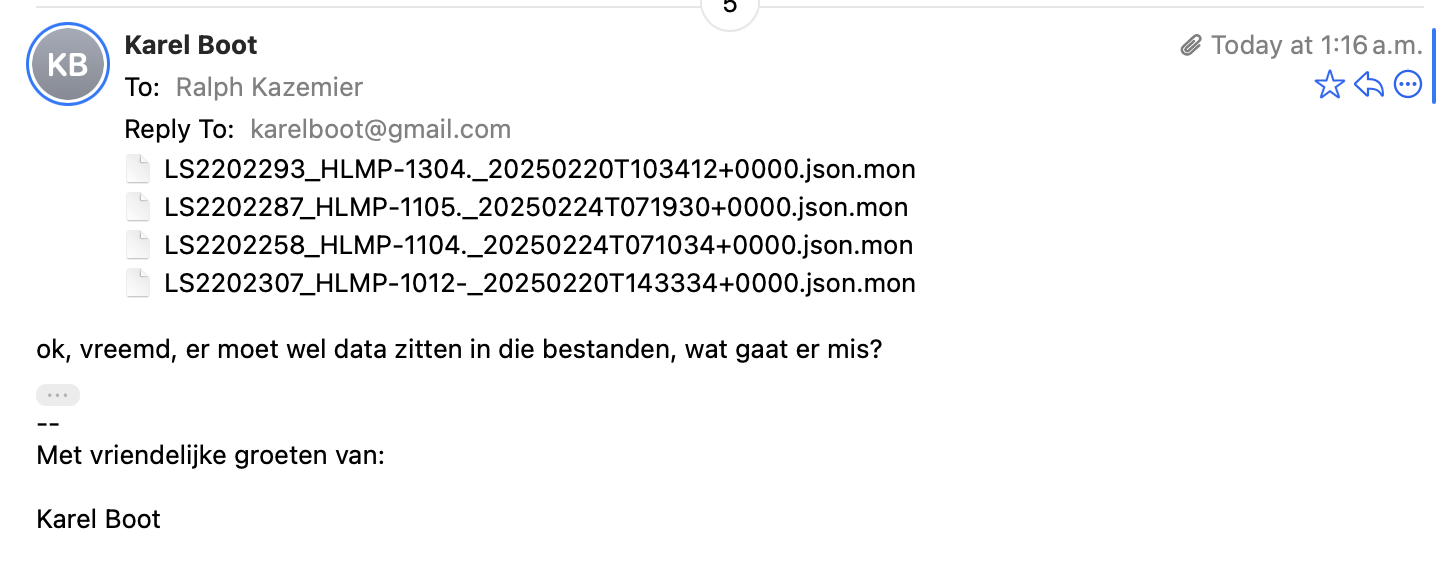 5
KB
Karel Boot
Today at 1:16 a.m.
To: Ralph Kazemier
Reply To: karelboot@gmail.com
LS2202293_HLMP-1304._20250220T103412+0000.json.mon
LS2202287_HLMP-1105._20250224T071930+0000.json.mon
LS2202258_HLMP-1104._20250224T071034+0000.json.mon
LS2202307_HLMP-1012-_20250220T143334+0000.json.mon
ok, vreemd, er moet wel data zitten in die bestanden, wat gaat er mis?
...
--
Met vriendelijke groeten van:
Karel Boot